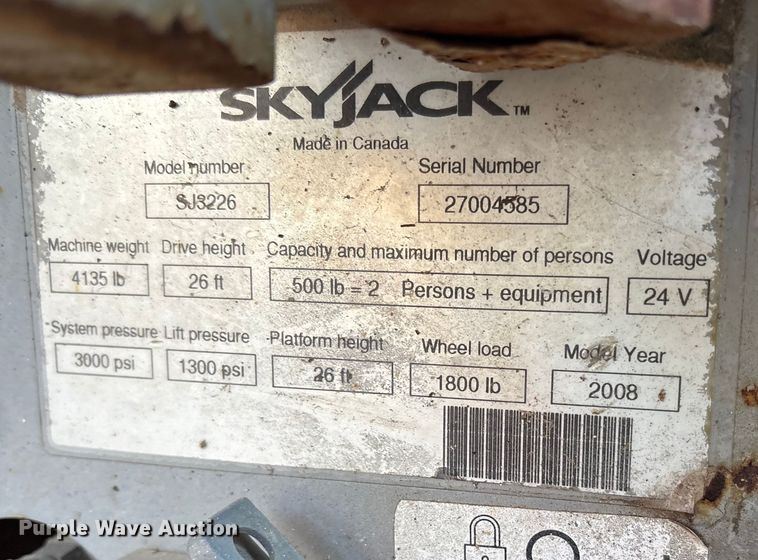 SKYJACK™
Made in Canada
Model number Serial Number
SJ3226 27004585
Machine weight Drive height Capacity and maximum number of persons Voltage
4135 lb 26 ft 500 lb = 2 Persons + equipment 24 V
System pressure Lift pressure Platform height Wheel load Model Year
3000 psi 1300 psi 26 ft 1800 lb 2008
Purple Wave Auction